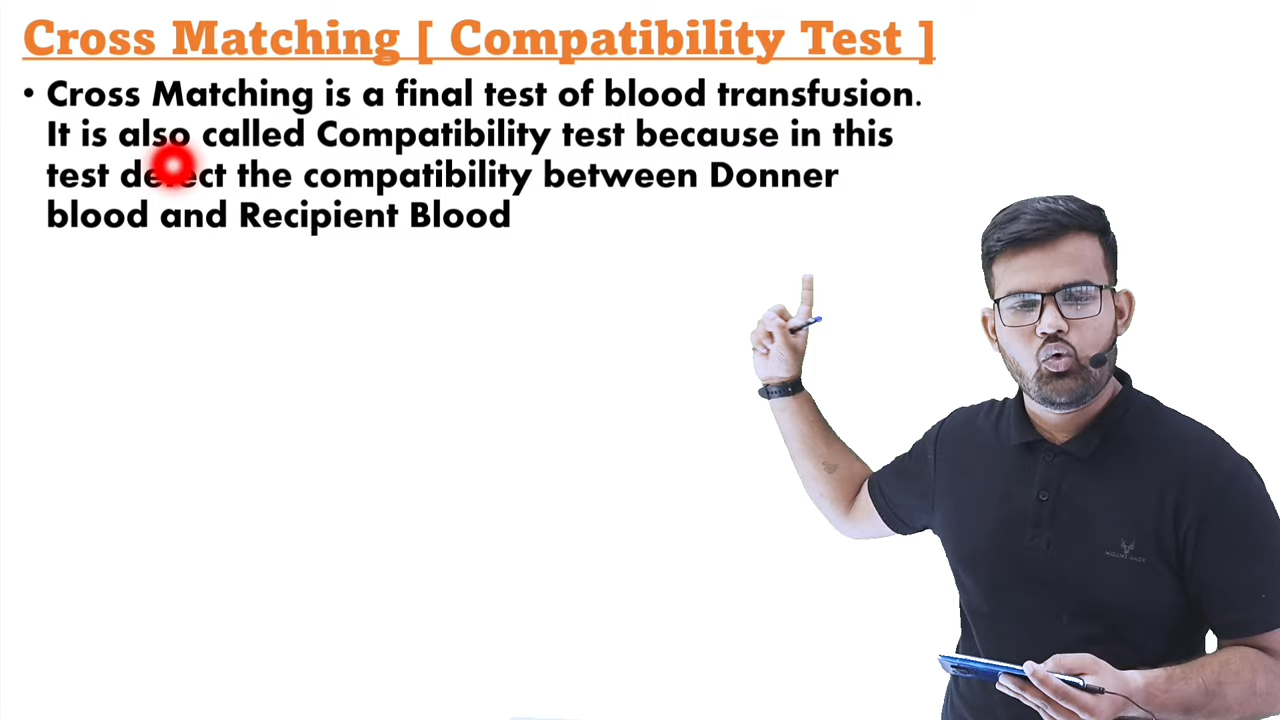 Cross Matching [ Compatibility Test ]
• Cross Matching is a final test of blood transfusion.
It is also called Compatibility test because in this
test detect the compatibility between Donner
blood and Recipient Blood